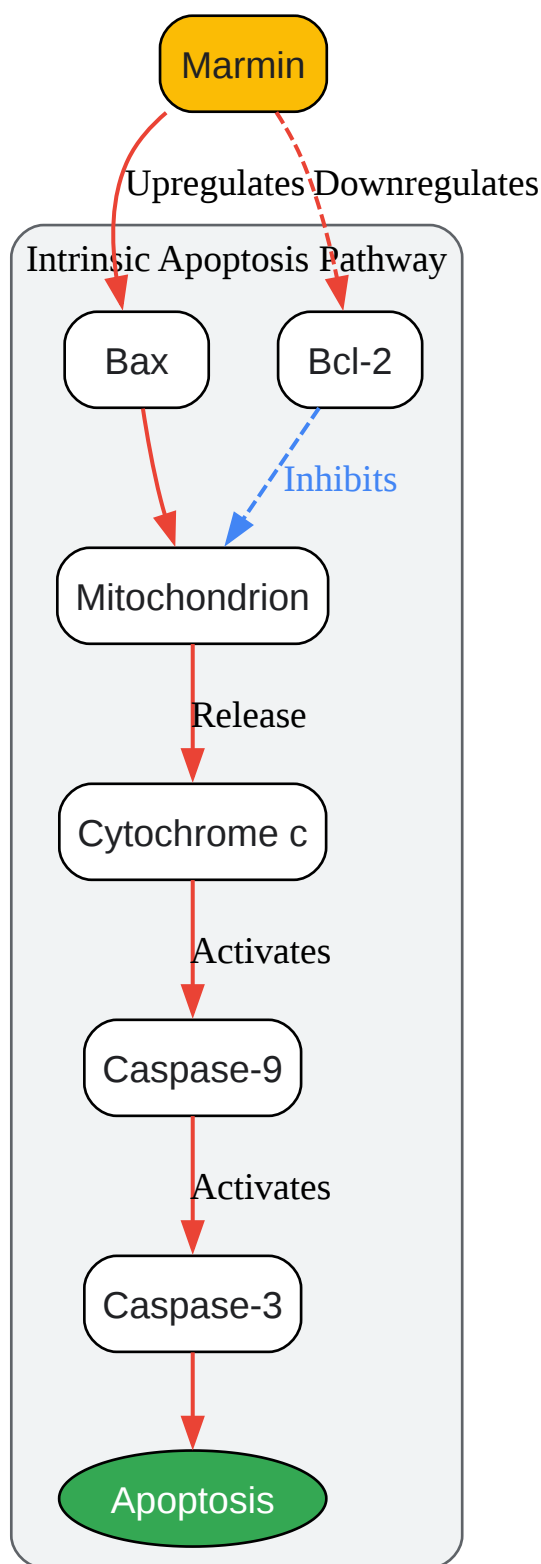 Marmin
Upregulates Downregulates
Intrinsic Apoptosis Pathway
Bax
Bcl-2
Inhibits
Mitochondrion
Release
Cytochrome c
Activates
Caspase-9
Activates
Caspase-3
Apoptosis